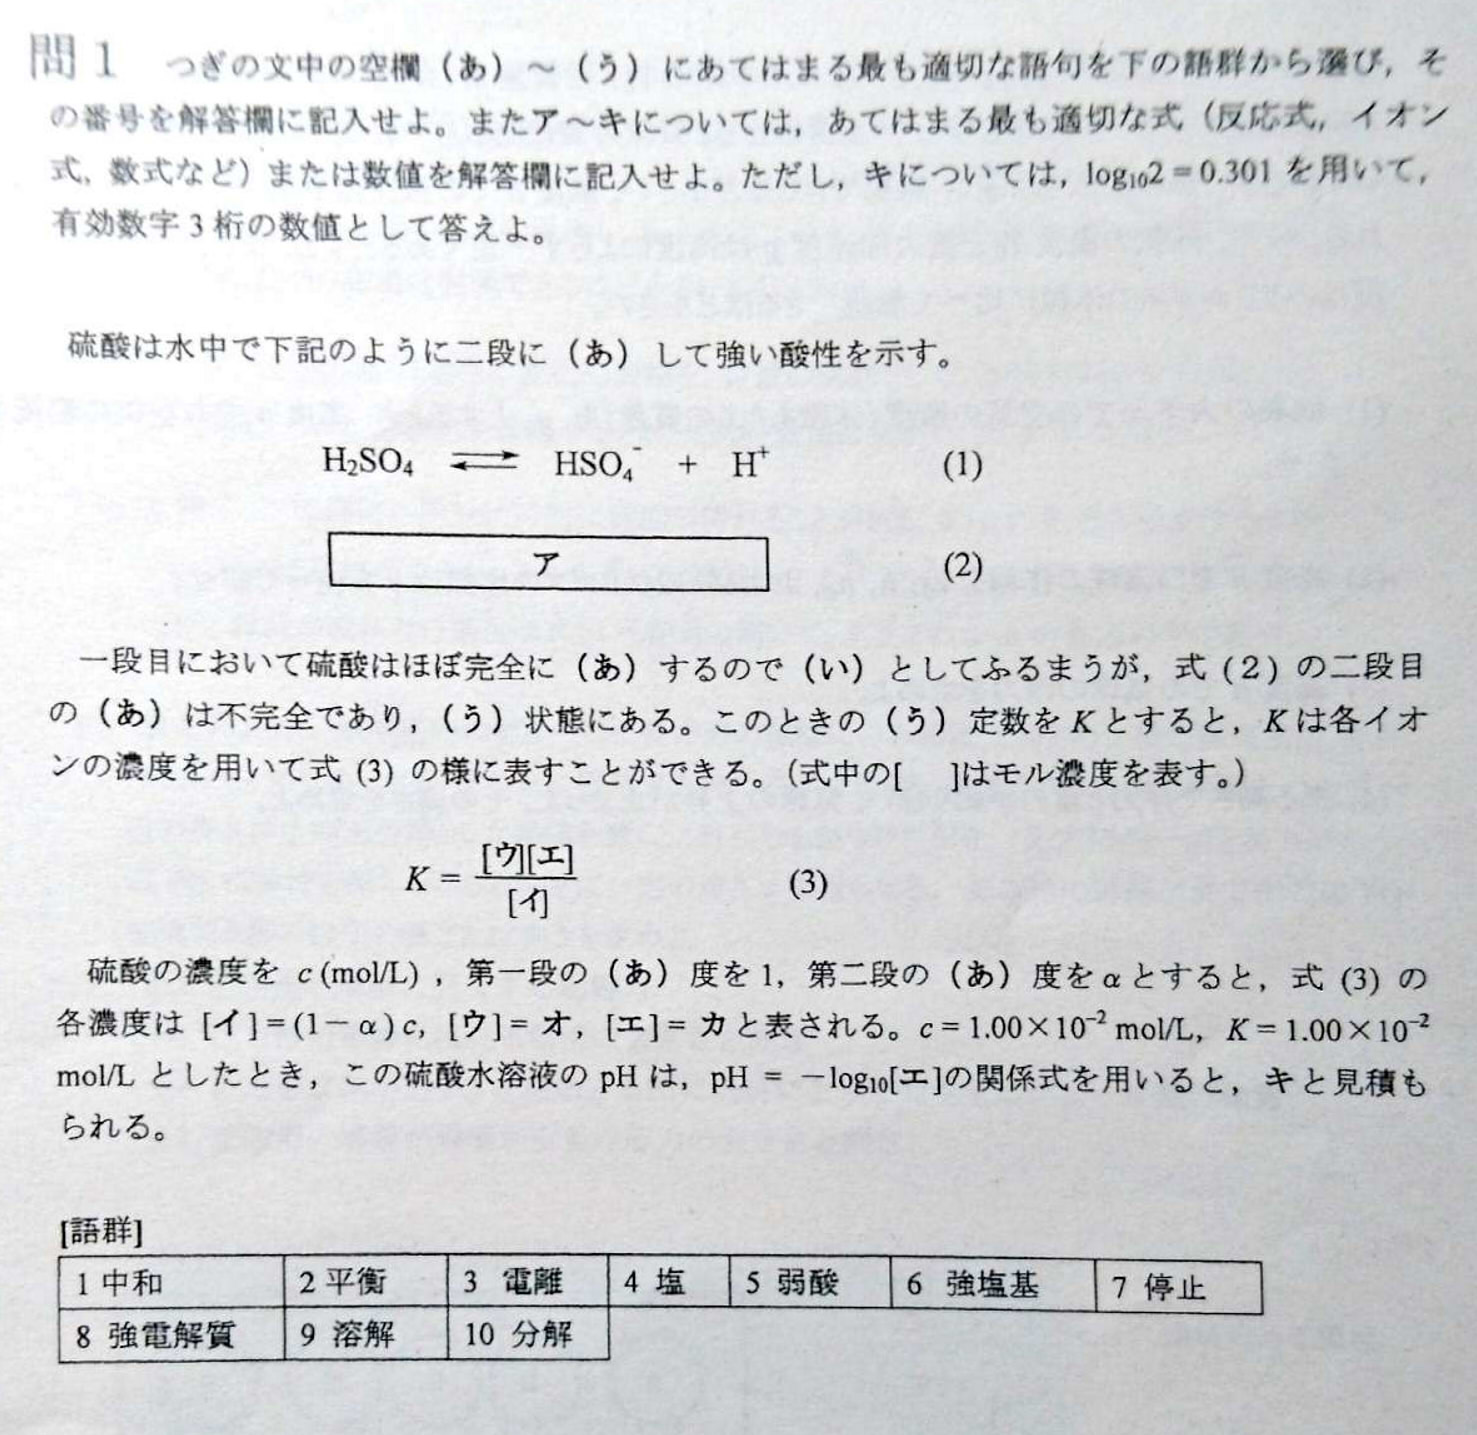 問1 つぎの文中の空欄（あ）～（う）にあてはまる最も適切な語句を下の語群から選び，そ
の番号を解答欄に記入せよ。またア～キについては，あてはまる最も適切な式（反応式，イオン
式，数式など）または数値を解答欄に記入せよ。ただし，キについては，log₁₀2 = 0.301 を用いて，
有効数字 3 桁の数値として答えよ。
硫酸は水中で下記のように二段に（あ）して強い酸性を示す。
H₂SO₄ ⇄ HSO₄⁻ + H⁺ (1)
ア (2)
一段目において硫酸はほぼ完全に（あ）するので（い）としてふるまうが，式 (2) の二段目
の（あ）は不完全であり，（う）状態にある。このときの（う）定数を K とすると，K は各イオ
ンの濃度を用いて式 (3) の様に表すことができる。（式中の[ ]はモル濃度を表す。）
K = [ウ][エ] / [イ] (3)
硫酸の濃度を c (mol/L)，第一段の（あ）度を 1，第二段の（あ）度を α とすると，式 (3) の
各濃度は [イ] = (1－α) c，[ウ] = オ，[エ] = カと表される。c = 1.00×10⁻² mol/L，K = 1.00×10⁻²
mol/L としたとき，この硫酸水溶液の pH は，pH = －log₁₀[エ]の関係式を用いると，キと見積も
られる。
[語群]
1 中和 2 平衡 3 電離 4 塩 5 弱酸 6 強塩基 7 停止
8 強電解質 9 溶解 10 分解